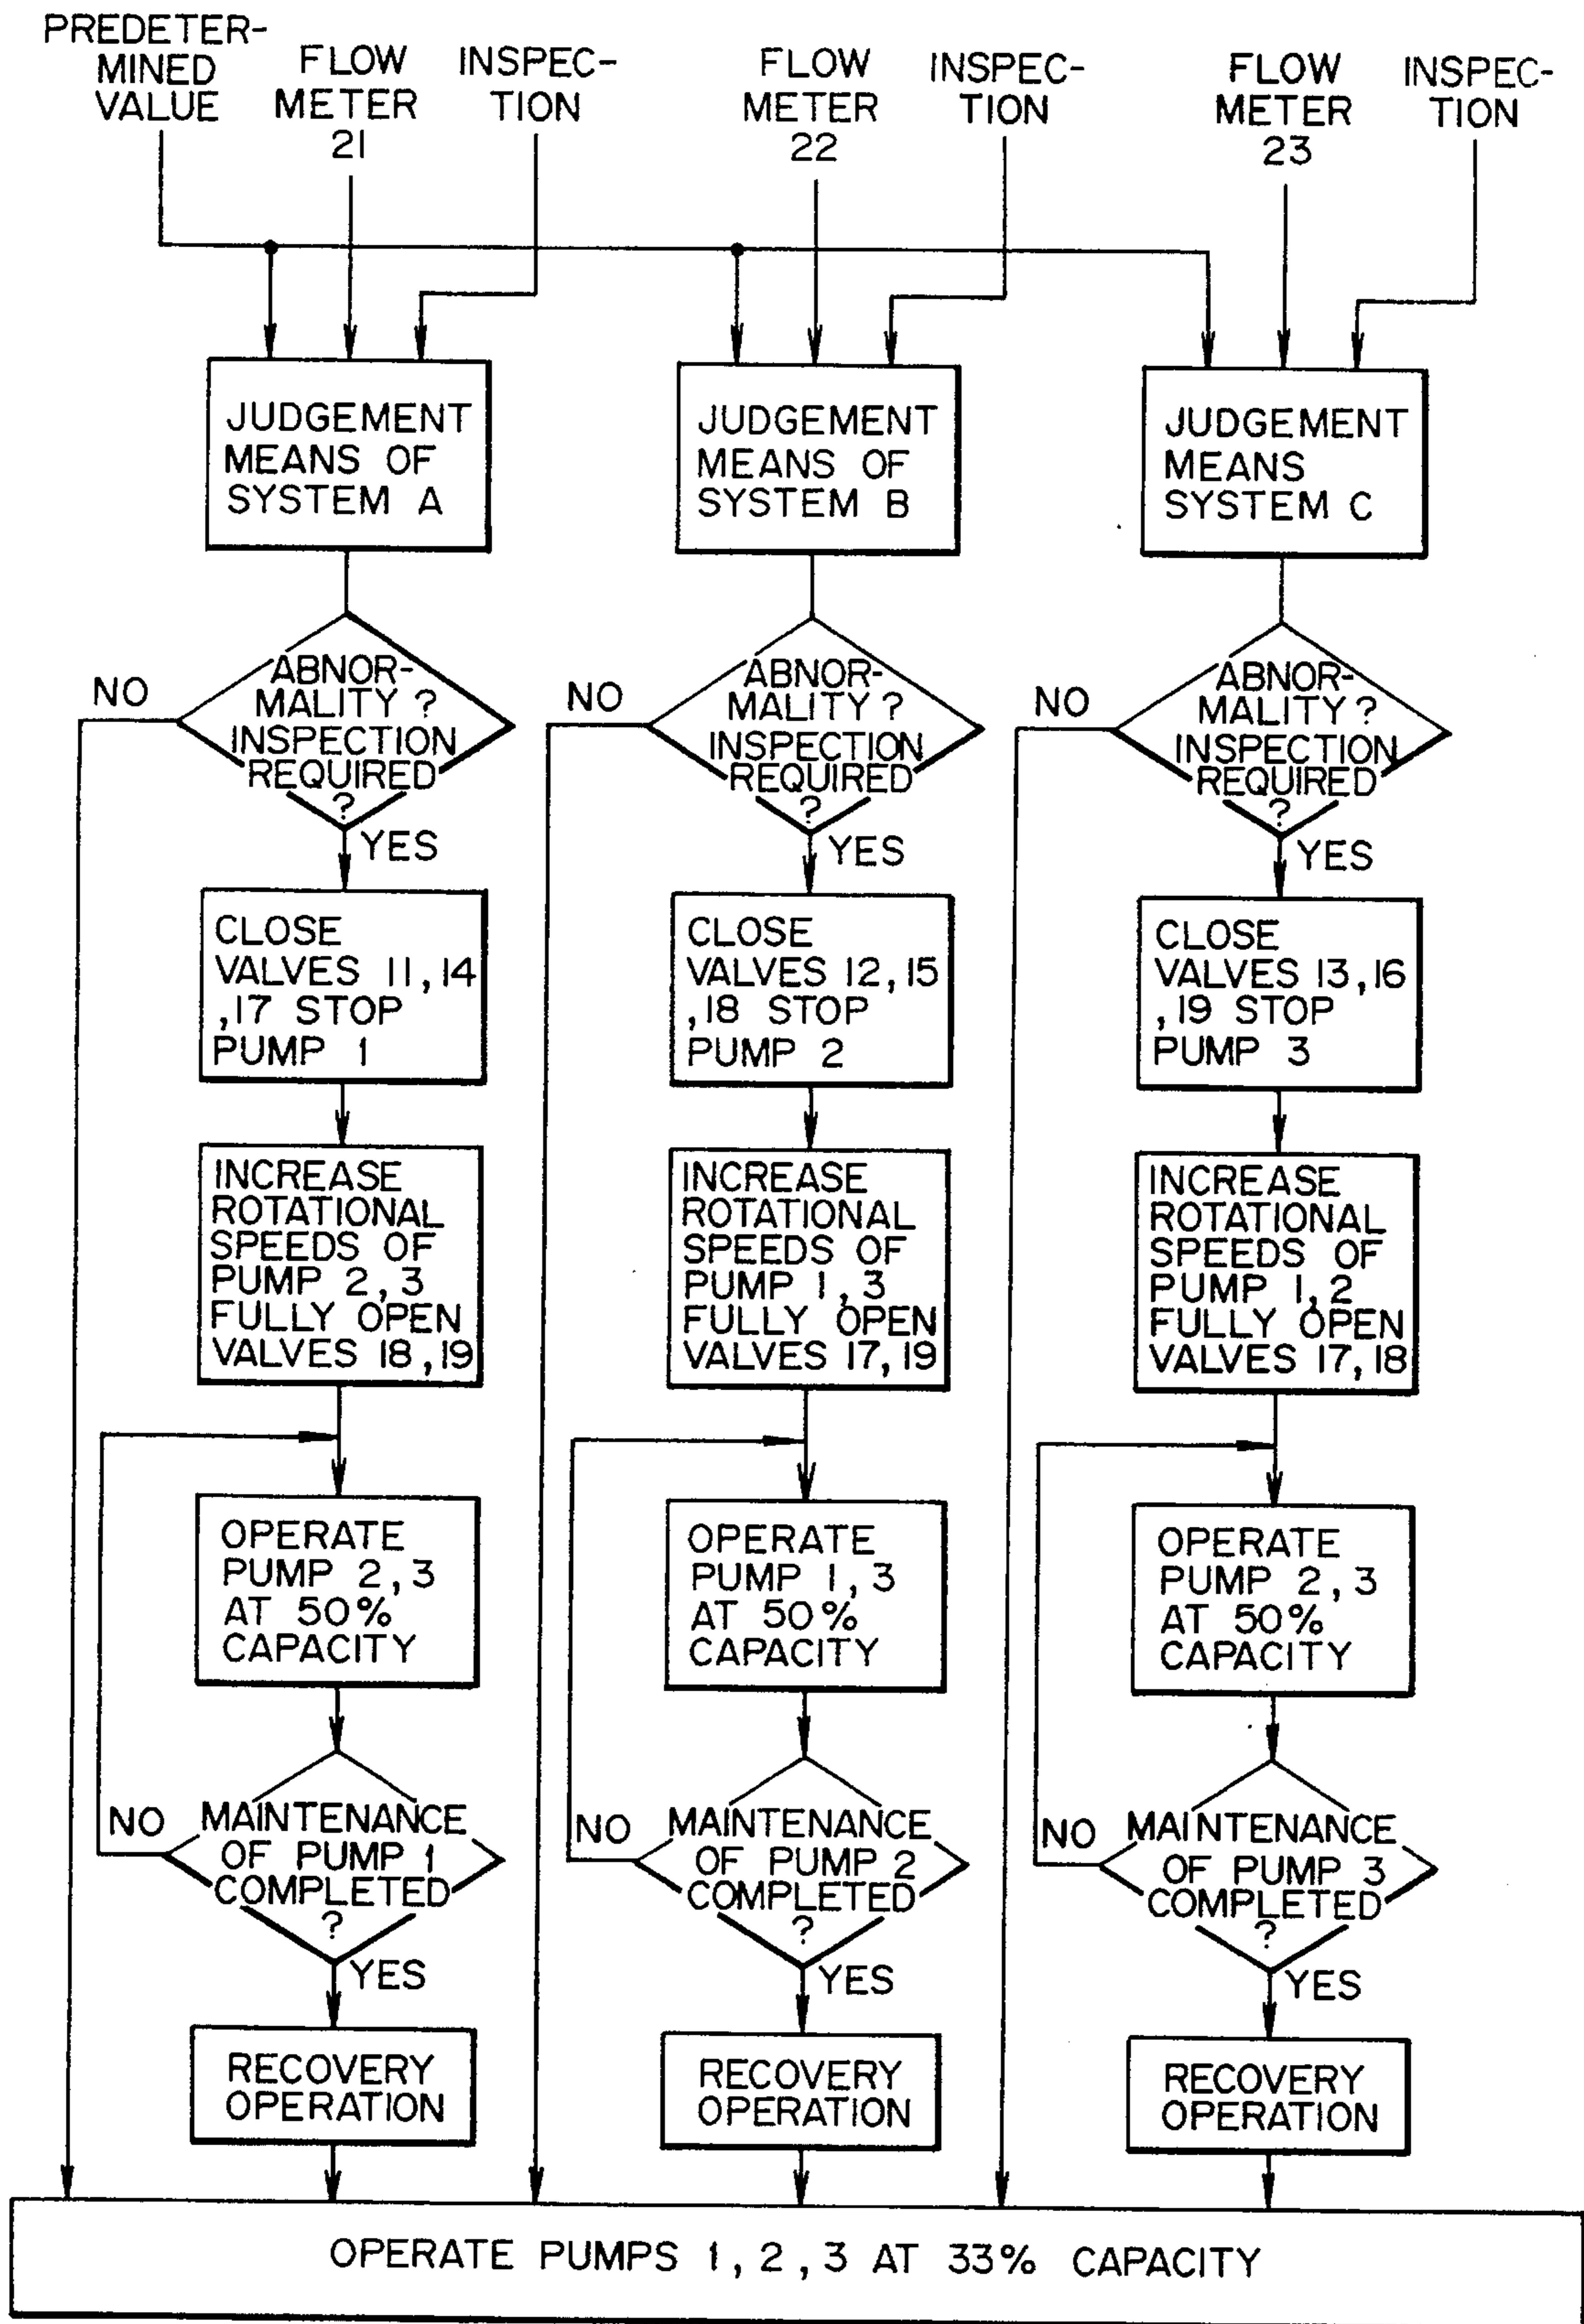 PREDETER-
MINED
VALUE
FLOW
METER
21
INSPEC-
TION
FLOW
METER
22
INSPEC-
TION
FLOW
METER
23
INSPEC-
TION
JUDGEMENT
MEANS OF
SYSTEM A
JUDGEMENT
MEANS OF
SYSTEM B
JUDGEMENT
MEANS
SYSTEM C
NO
ABNOR-
MALITY ?
INSPECTION
REQUIRED
?
YES
NO
ABNOR-
MALITY ?
INSPECTION
REQUIRED
?
YES
NO
ABNOR-
MALITY ?
INSPECTION
REQUIRED
?
YES
CLOSE
VALVES 11, 14
, 17 STOP
PUMP 1
CLOSE
VALVES 12, 15
, 18 STOP
PUMP 2
CLOSE
VALVES 13, 16
, 19 STOP
PUMP 3
INCREASE
ROTATIONAL
SPEEDS OF
PUMP 2, 3
FULLY OPEN
VALVES 18, 19
INCREASE
ROTATIONAL
SPEEDS OF
PUMP 1, 3
FULLY OPEN
VALVES 17, 19
INCREASE
ROTATIONAL
SPEEDS OF
PUMP 1, 2
FULLY OPEN
VALVES 17, 18
OPERATE
PUMP 2, 3
AT 50%
CAPACITY
OPERATE
PUMP 1, 3
AT 50%
CAPACITY
OPERATE
PUMP 2, 3
AT 50%
CAPACITY
NO
MAINTENANCE
OF PUMP 1
COMPLETED
?
YES
NO
MAINTENANCE
OF PUMP 2
COMPLETED
?
YES
NO
MAINTENANCE
OF PUMP 3
COMPLETED
?
YES
RECOVERY
OPERATION
RECOVERY
OPERATION
RECOVERY
OPERATION
OPERATE PUMPS 1, 2, 3 AT 33% CAPACITY